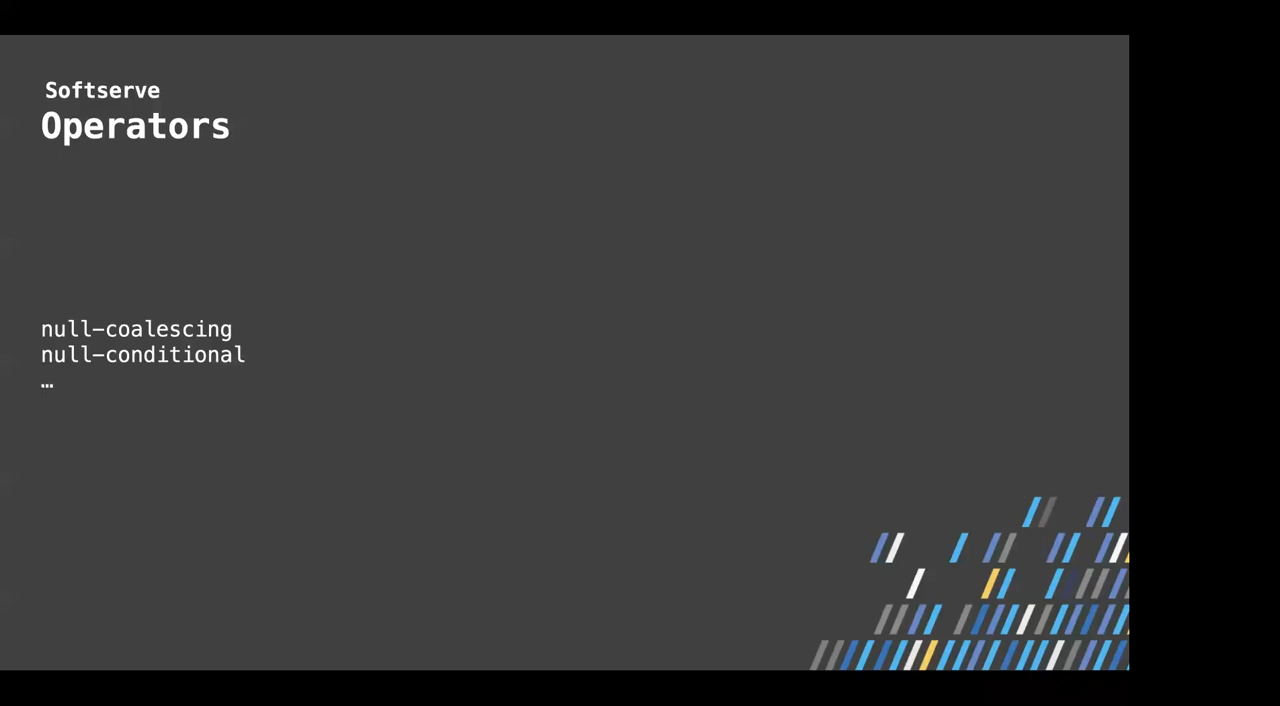 Softserve
Operators
null-coalescing
null-conditional
…